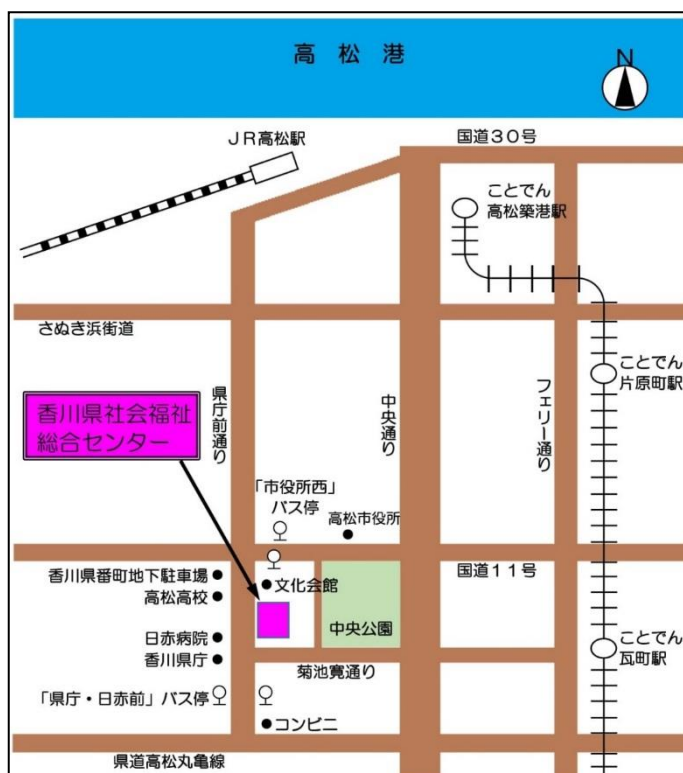 高松港
N
JR高松駅
国道30号
ことでん
高松築港駅
さぬき浜街道
ことでん
片原町駅
香川県社会福祉
総合センター
県庁前通り
中央通り
フェリー通り
「市役所西」
バス停
高松市役所
香川県番町地下駐車場
高松高校
文化会館
国道11号
日赤病院
香川県庁
中央公園
ことでん
瓦町駅
菊池寛通り
「県庁・日赤前」バス停
コンビニ
県道高松丸亀線